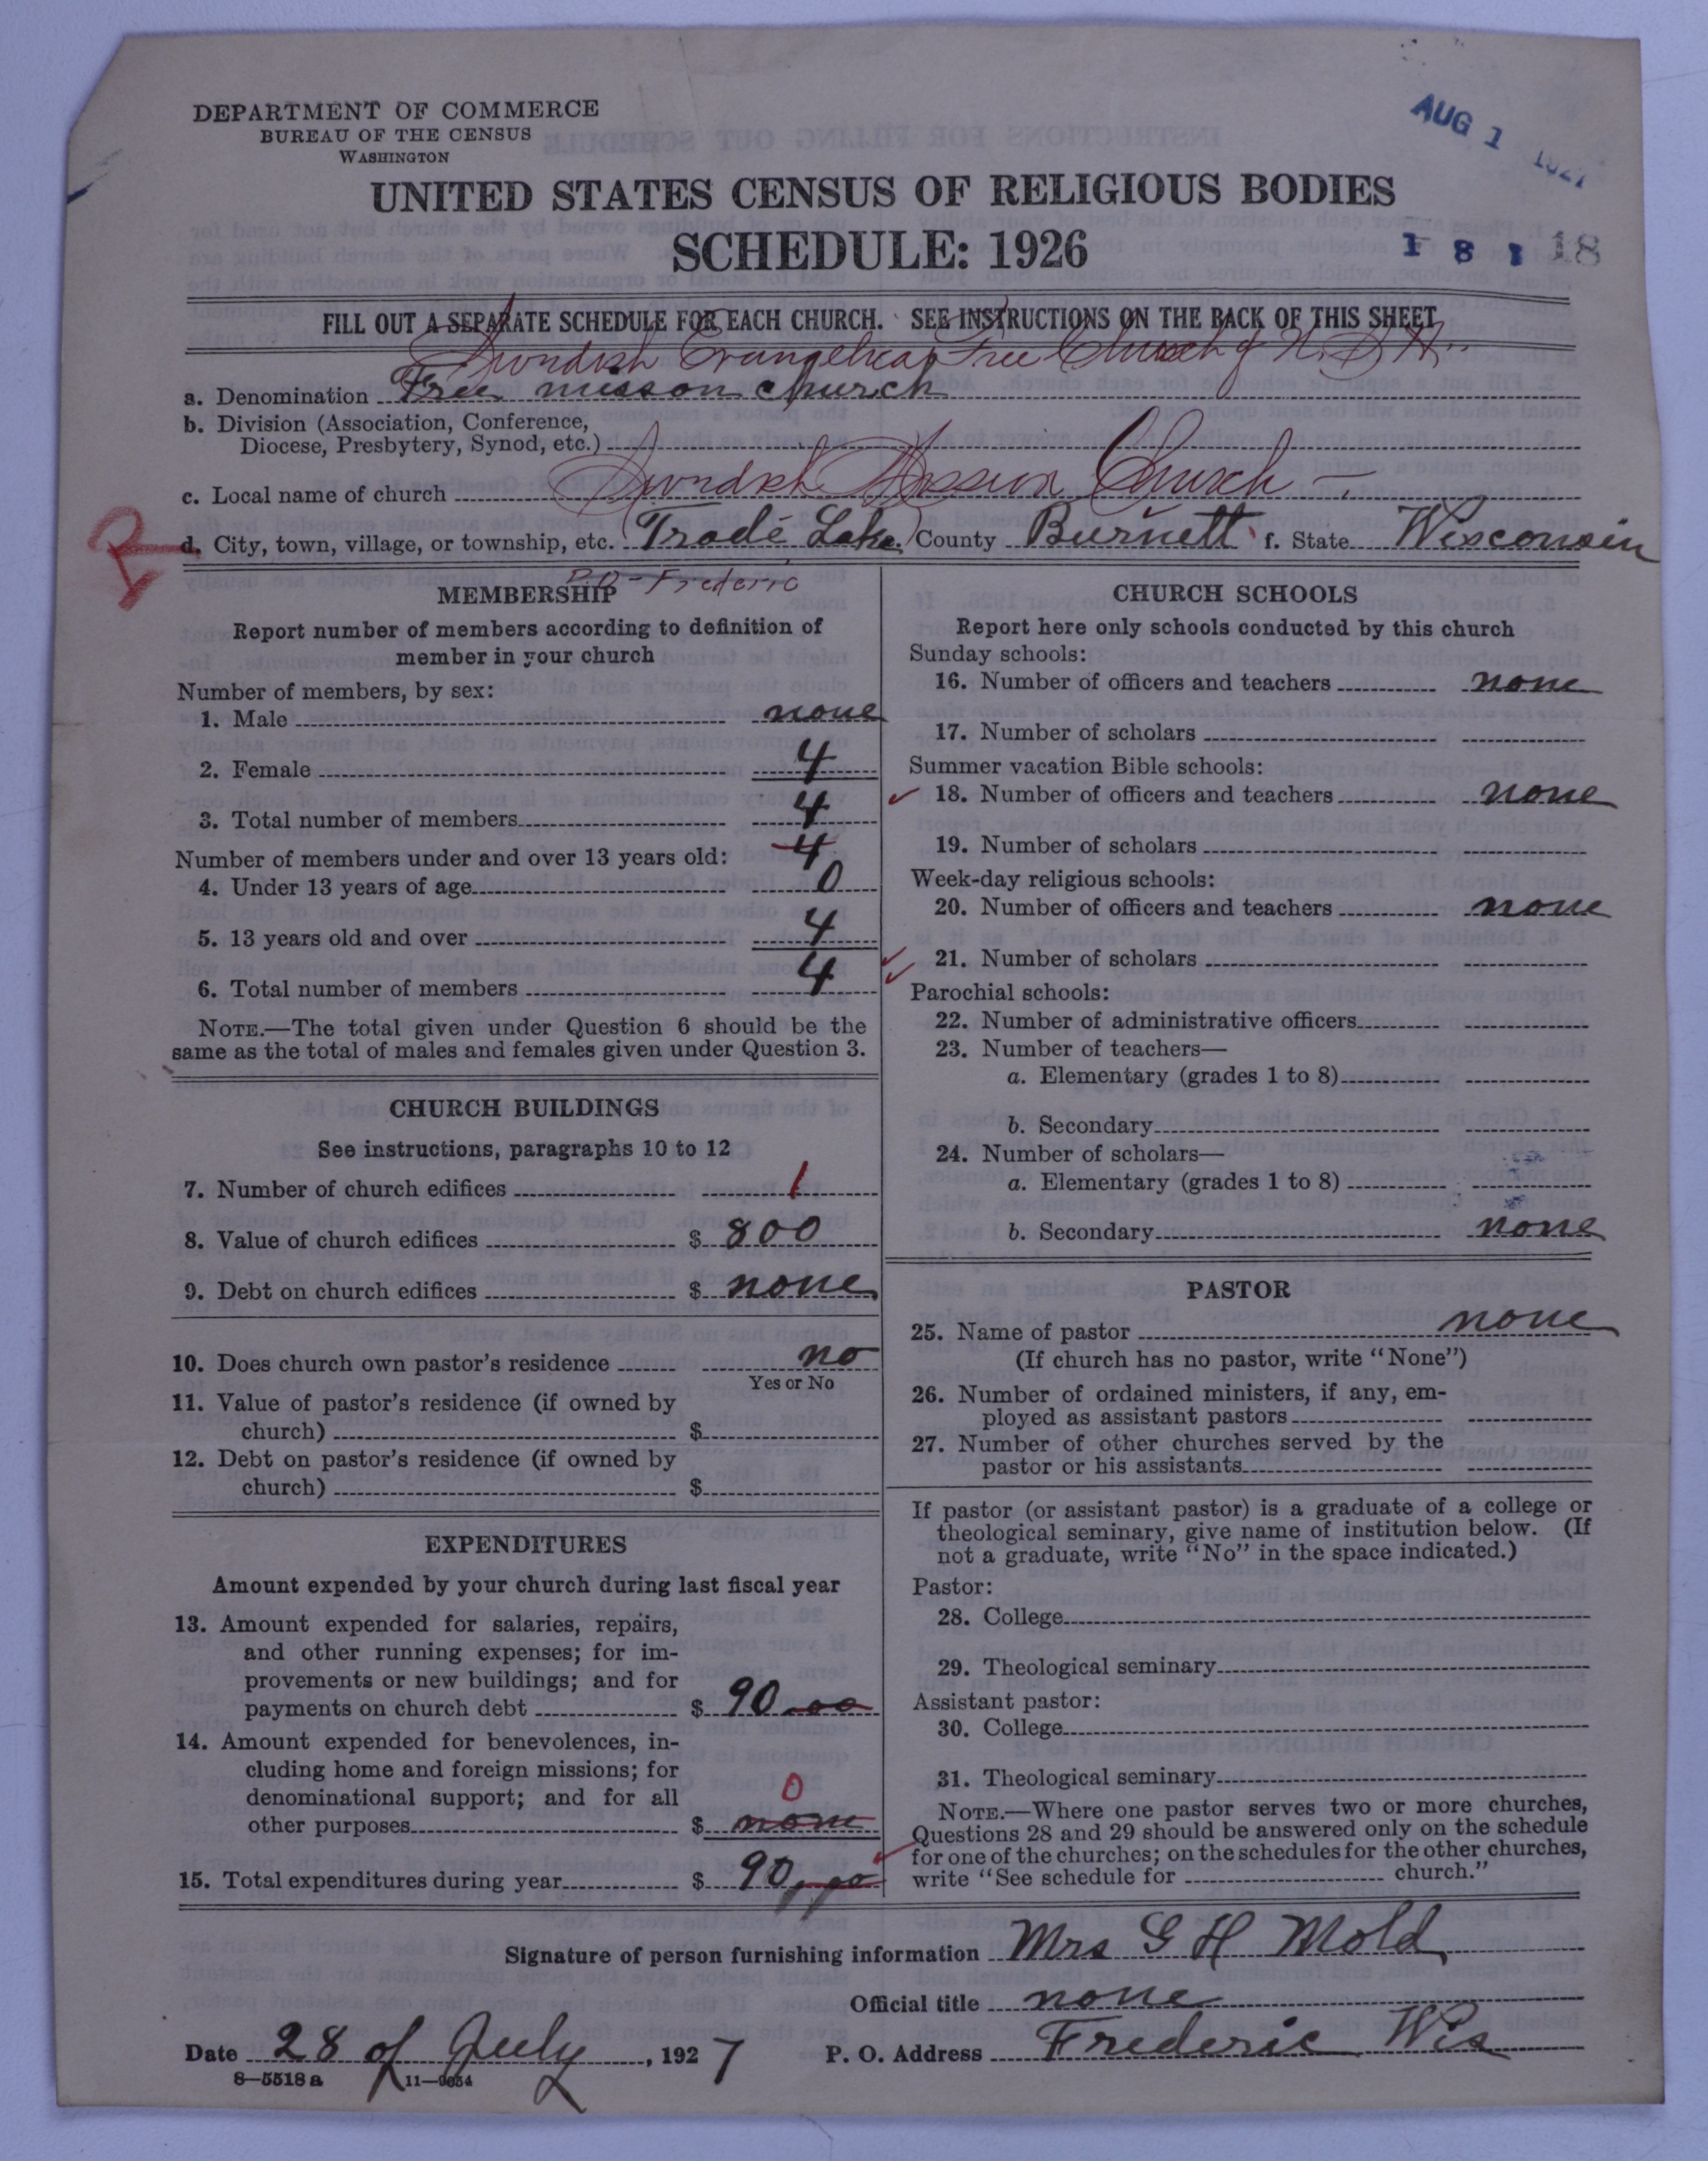 DEPARTMENT OF COMMERCE
BUREAU OF THE CENSUS
WASHINGTON
AUG 1 1927
UNITED STATES CENSUS OF RELIGIOUS BODIES
SCHEDULE: 1926
1 8 1 18
FILL OUT A SEPARATE SCHEDULE FOR EACH CHURCH. SEE INSTRUCTIONS ON THE BACK OF THIS SHEET
Swedish Evangelical Free Church of N. A.
a. Denomination Free misson church
b. Division (Association, Conference,
Diocese, Presbytery, Synod, etc.)
c. Local name of church Swedish Mission Church
d. City, town, village, or township, etc. (Trade Lake) County Burnett f. State Wisconsin
P.O - Frederic
MEMBERSHIP
Report number of members according to definition of
member in your church
Number of members, by sex:
1. Male none
2. Female 4
3. Total number of members 4
Number of members under and over 13 years old: 4
4. Under 13 years of age 0
5. 13 years old and over 4
6. Total number of members 4
NOTE.—The total given under Question 6 should be the
same as the total of males and females given under Question 3.
CHURCH BUILDINGS
See instructions, paragraphs 10 to 12
7. Number of church edifices 1
8. Value of church edifices $ 800
9. Debt on church edifices $ none
10. Does church own pastor's residence no
Yes or No
11. Value of pastor's residence (if owned by
church) $
12. Debt on pastor's residence (if owned by
church) $
EXPENDITURES
Amount expended by your church during last fiscal year
13. Amount expended for salaries, repairs,
and other running expenses; for im-
provements or new buildings; and for
payments on church debt $ 90.00
14. Amount expended for benevolences, in-
cluding home and foreign missions; for
denominational support; and for all 0
other purposes $ none
15. Total expenditures during year $ 90,00
CHURCH SCHOOLS
Report here only schools conducted by this church
Sunday schools:
16. Number of officers and teachers none
17. Number of scholars
Summer vacation Bible schools:
18. Number of officers and teachers none
19. Number of scholars
Week-day religious schools:
20. Number of officers and teachers none
21. Number of scholars
Parochial schools:
22. Number of administrative officers
23. Number of teachers—
a. Elementary (grades 1 to 8)
b. Secondary
24. Number of scholars—
a. Elementary (grades 1 to 8)
b. Secondary none
PASTOR
25. Name of pastor none
(If church has no pastor, write "None")
26. Number of ordained ministers, if any, em-
ployed as assistant pastors
27. Number of other churches served by the
pastor or his assistants
If pastor (or assistant pastor) is a graduate of a college or
theological seminary, give name of institution below. (If
not a graduate, write "No" in the space indicated.)
Pastor:
28. College
29. Theological seminary
Assistant pastor:
30. College
31. Theological seminary
NOTE.—Where one pastor serves two or more churches,
Questions 28 and 29 should be answered only on the schedule
for one of the churches; on the schedules for the other churches,
write "See schedule for church."
Signature of person furnishing information Mrs G H Mold
Official title none
Date 28 of July, 1927 P. O. Address Frederic Wis
8—5518 a 11—9054